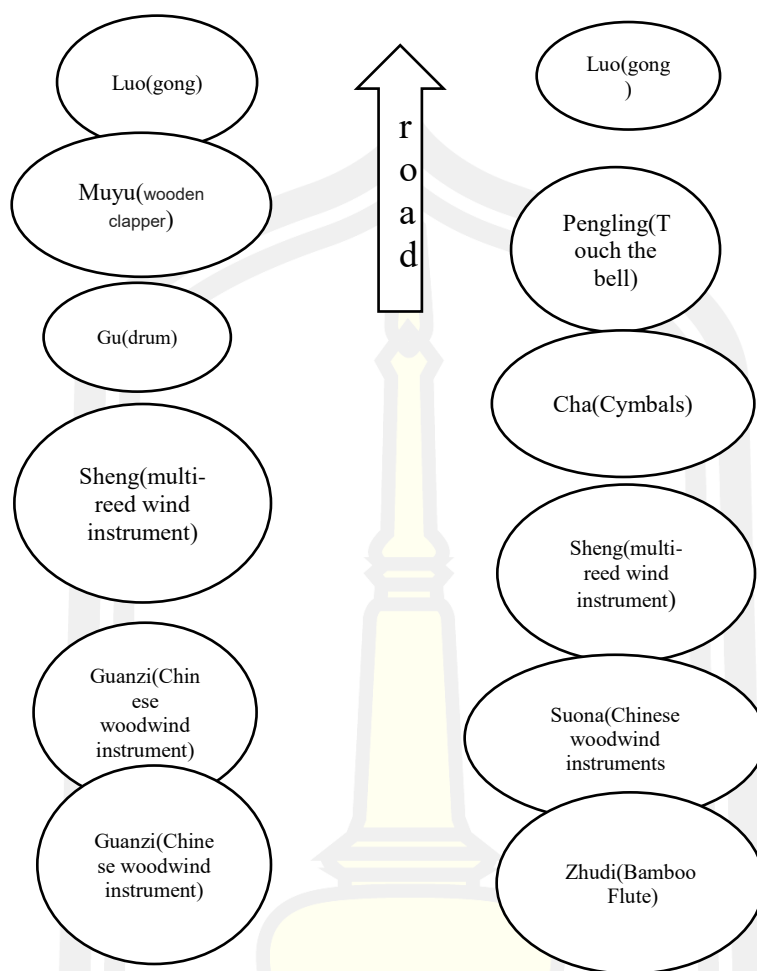 Luo(gong)
Muyu(wooden
clapper)
Gu(drum)
Sheng(multi-
reed wind
instrument)
Guanzi(Chin
ese
woodwind
instrument)
Guanzi(Chine
se woodwind
instrument)
r
o
a
d
Luo(gong
)
Pengling(T
ouch the
bell)
Cha(Cymbals)
Sheng(multi-
reed wind
instrument)
Suona(Chinese
woodwind
instruments
Zhudi(Bamboo
Flute)